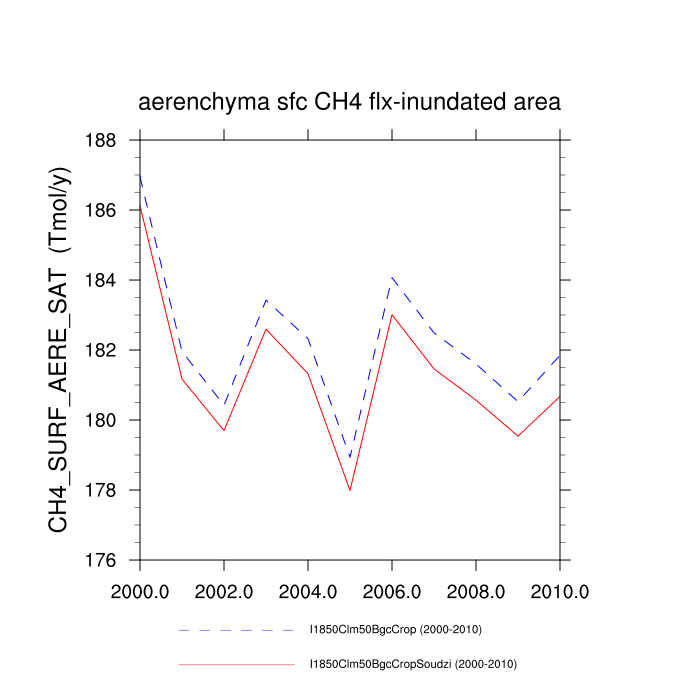 aerenchyma sfc CH4 flx-inundated area
CH4_SURF_AERE_SAT (Tmol/y)
188
186
184
182
180
178
176
2000.0 2002.0 2004.0 2006.0 2008.0 2010.0
I1850Clm50BgcCrop (2000-2010)
I1850Clm50BgcCropSoudzi (2000-2010)